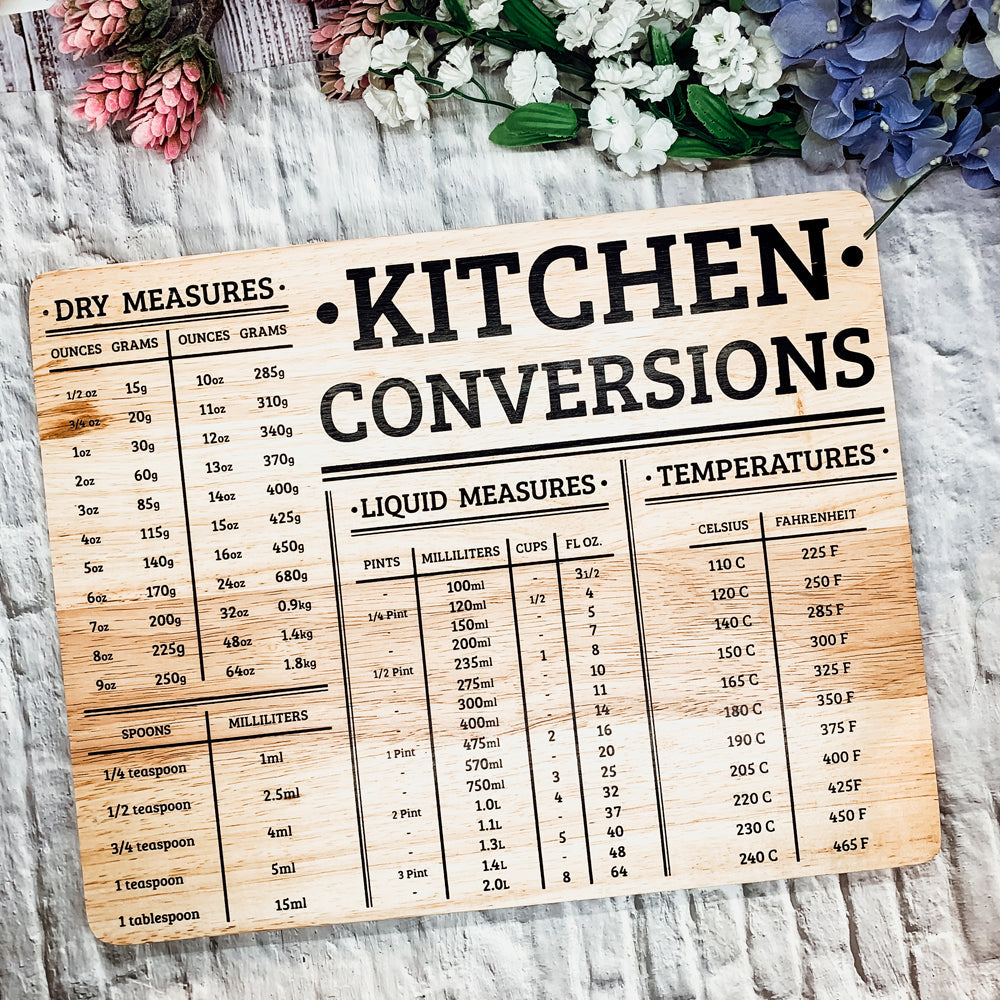 ·KITCHEN·
CONVERSIONS
·DRY MEASURES·
OUNCES GRAMS OUNCES GRAMS
1/2 oz 15g 10oz 285g
3/4 oz 20g 11oz 310g
1oz 30g 12oz 340g
2oz 60g 13oz 370g
3oz 85g 14oz 400g
4oz 115g 15oz 425g
5oz 140g 16oz 450g
6oz 170g 24oz 680g
7oz 200g 32oz 0.9kg
8oz 225g 48oz 1.4kg
9oz 250g 64oz 1.8kg
SPOONS MILLILITERS
1/4 teaspoon 1ml
1/2 teaspoon 2.5ml
3/4 teaspoon 4ml
1 teaspoon 5ml
1 tablespoon 15ml
·LIQUID MEASURES·
PINTS MILLILITERS CUPS FL OZ.
- 100ml - 3 1/2
1/4 Pint 120ml 1/2 4
- 150ml - 5
- 200ml - 7
1/2 Pint 235ml 1 8
- 275ml - 10
- 300ml - 11
- 400ml - 14
1 Pint 475ml 2 16
- 570ml - 20
- 750ml 3 25
2 Pint 1.0L 4 32
- 1.1L - 37
- 1.3L 5 40
3 Pint 1.4L - 48
- 2.0L 8 64
·TEMPERATURES·
CELSIUS FAHRENHEIT
110 C 225 F
120 C 250 F
140 C 285 F
150 C 300 F
165 C 325 F
180 C 350 F
190 C 375 F
205 C 400 F
220 C 425F
230 C 450 F
240 C 465 F